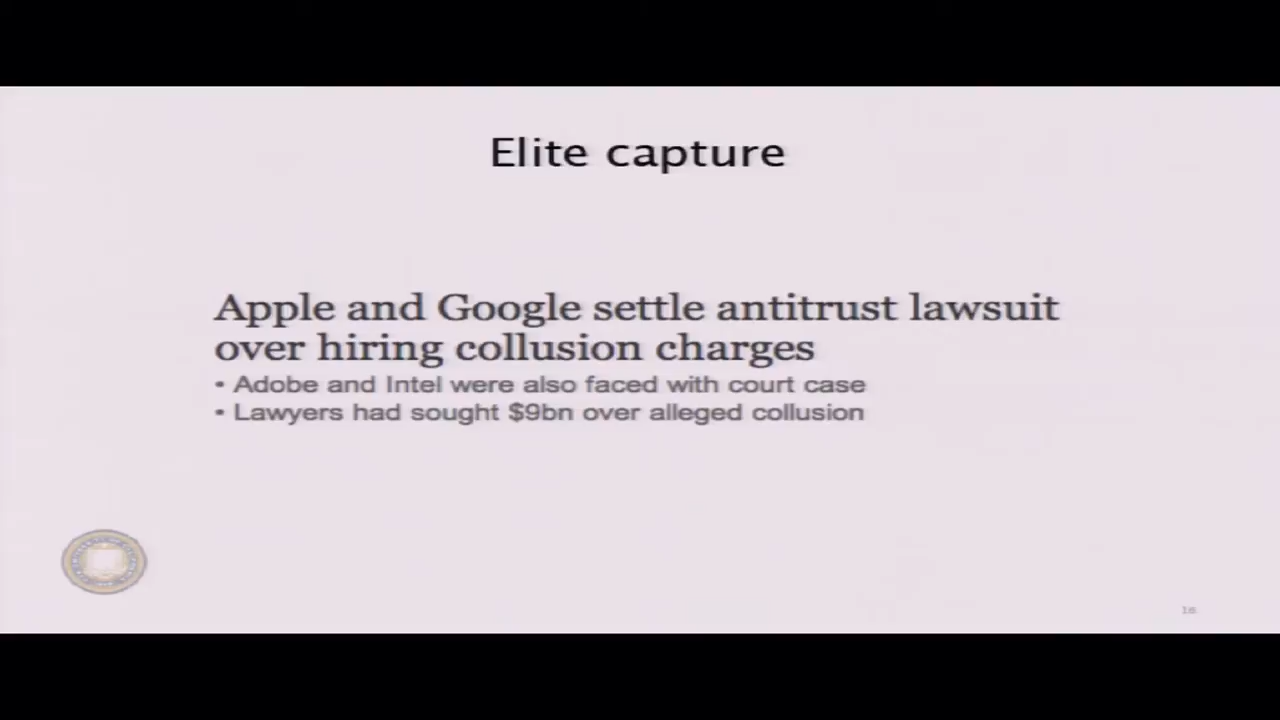 Elite capture
Apple and Google settle antitrust lawsuit
over hiring collusion charges
• Adobe and Intel were also faced with court case
• Lawyers had sought $9bn over alleged collusion